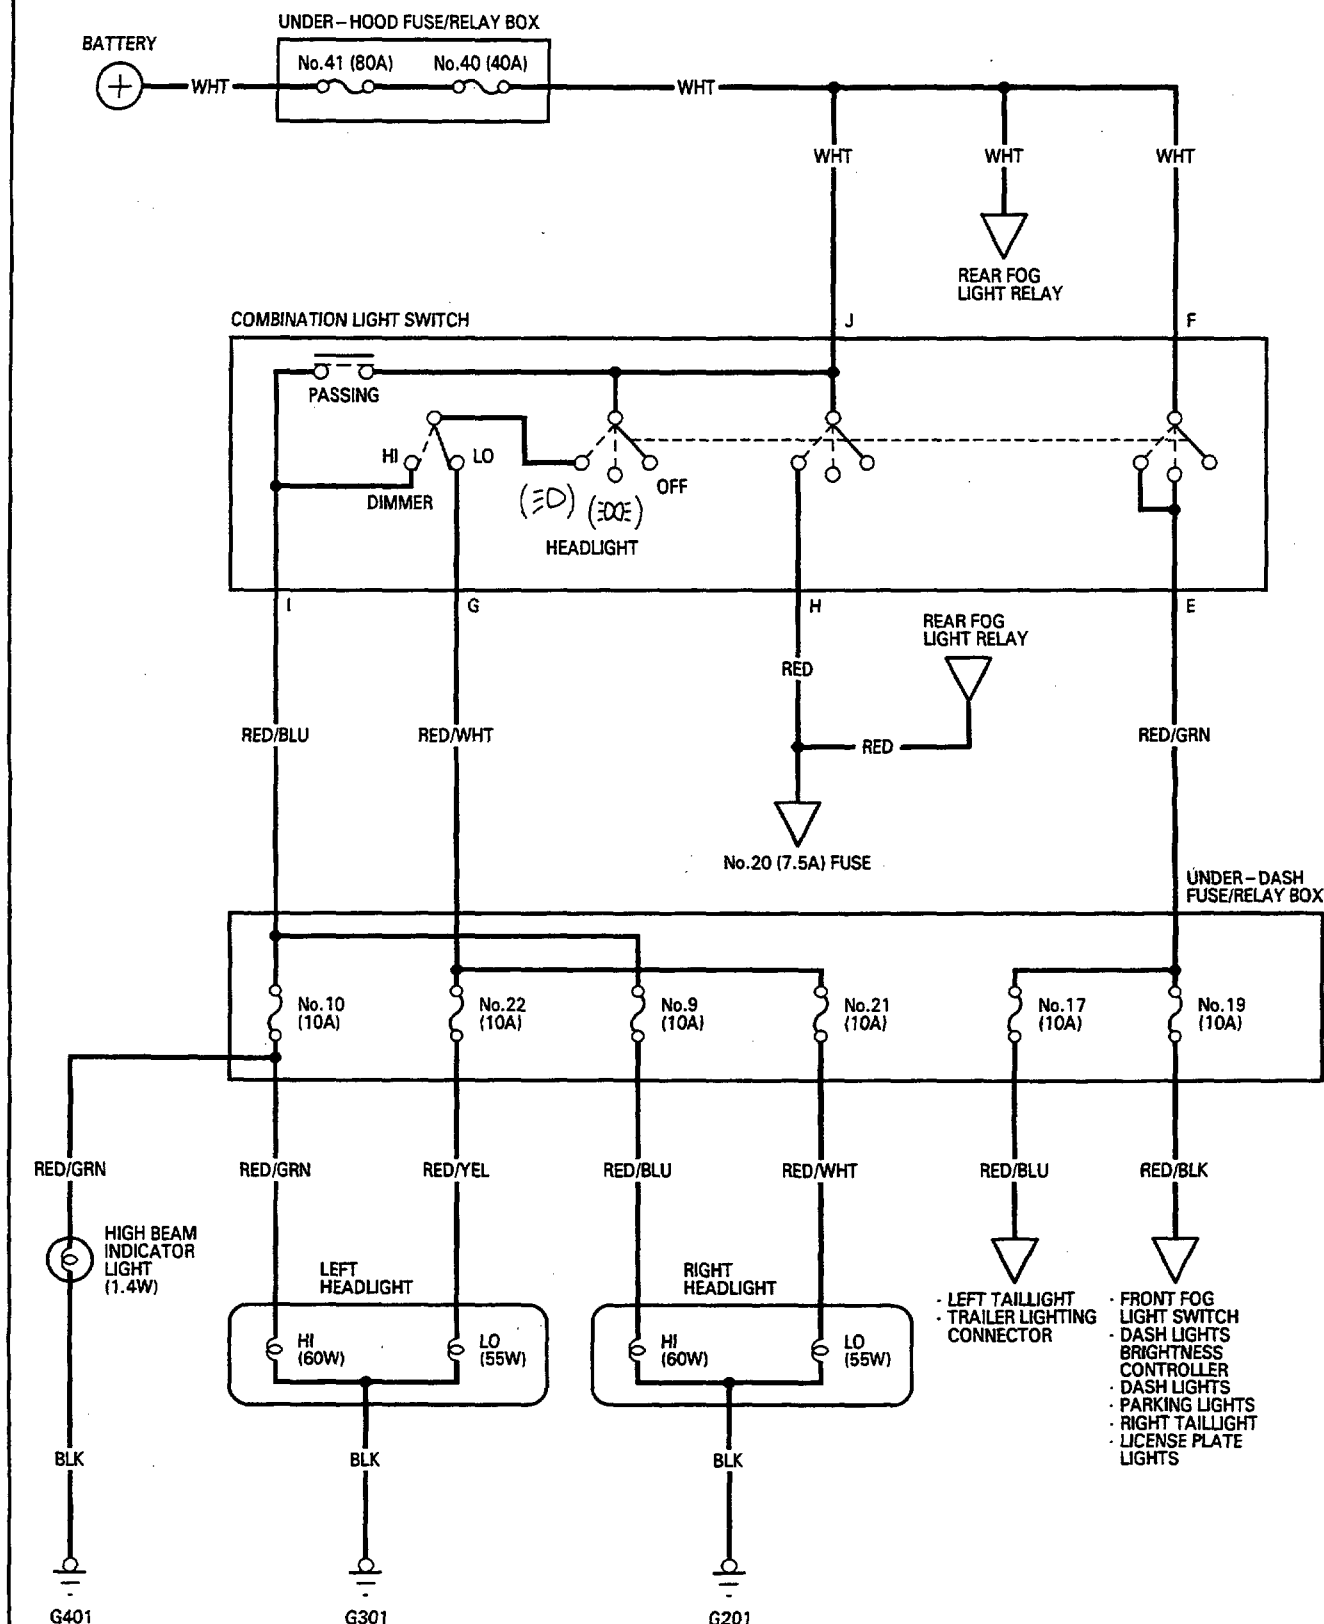 UNDER-HOOD FUSE/RELAY BOX
BATTERY
No.41 (80A)
No.40 (40A)
+
WHT
WHT
WHT
WHT
WHT
REAR FOG
LIGHT RELAY
COMBINATION LIGHT SWITCH
J
F
PASSING
HI
LO
DIMMER
OFF
HEADLIGHT
I
G
H
E
REAR FOG
LIGHT RELAY
RED
RED/BLU
RED/WHT
RED
RED/GRN
No.20 (7.5A) FUSE
UNDER-DASH
FUSE/RELAY BOX
No.10
(10A)
No.22
(10A)
No.9
(10A)
No.21
(10A)
No.17
(10A)
No.19
(10A)
RED/GRN
RED/GRN
RED/YEL
RED/BLU
RED/WHT
RED/BLU
RED/BLK
HIGH BEAM
INDICATOR
LIGHT
(1.4W)
LEFT
HEADLIGHT
RIGHT
HEADLIGHT
HI
(60W)
LO
(55W)
HI
(60W)
LO
(55W)
· LEFT TAILLIGHT
· TRAILER LIGHTING
CONNECTOR
· FRONT FOG
LIGHT SWITCH
· DASH LIGHTS
BRIGHTNESS
CONTROLLER
· DASH LIGHTS
· PARKING LIGHTS
· RIGHT TAILLIGHT
· LICENSE PLATE
LIGHTS
BLK
BLK
BLK
G401
G301
G201